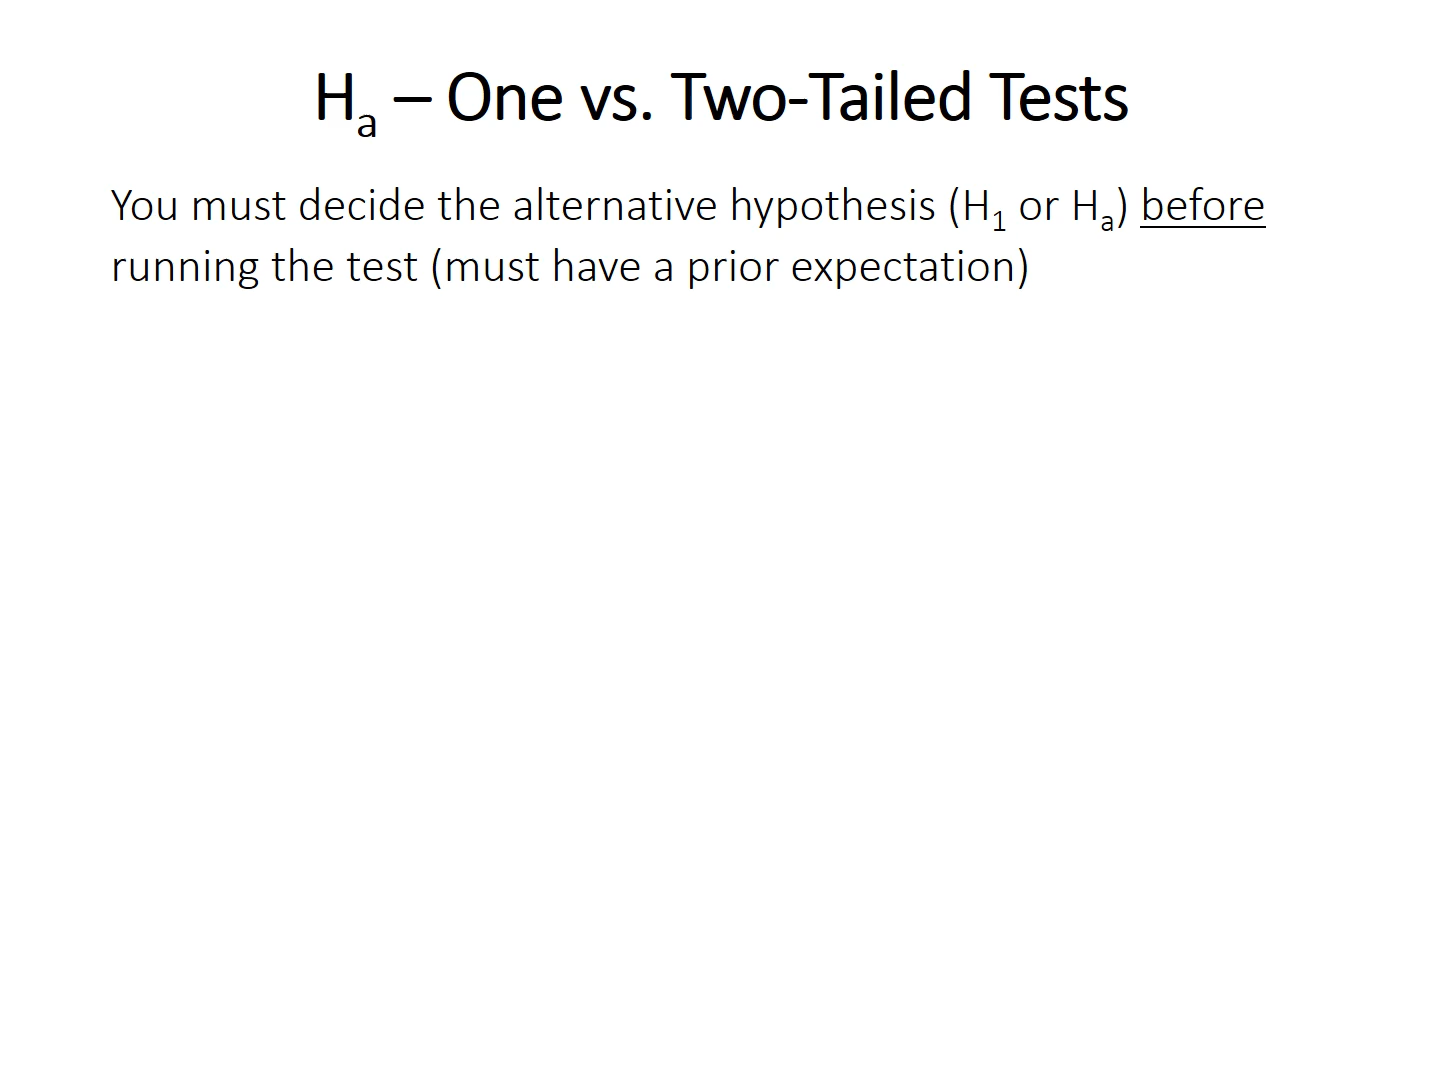 Hₐ – One vs. Two-Tailed Tests
You must decide the alternative hypothesis (H₁ or Hₐ) before
running the test (must have a prior expectation)